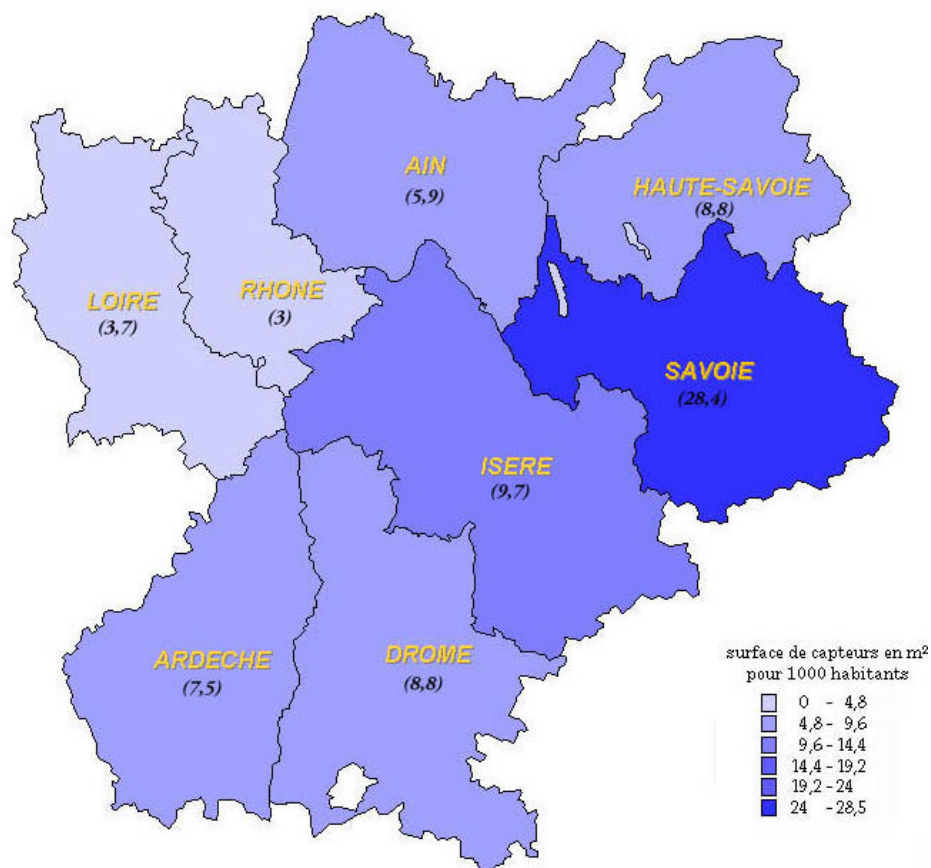 AIN
(5,9)
HAUTE-SAVOIE
(8,8)
LOIRE
(3,7)
RHONE
(3)
SAVOIE
(28,4)
ISERE
(9,7)
ARDECHE
(7,5)
DROME
(8,8)
surface de capteurs en m²
pour 1000 habitants
0 - 4,8
4,8 - 9,6
9,6 - 14,4
14,4 - 19,2
19,2 - 24
24 - 28,5